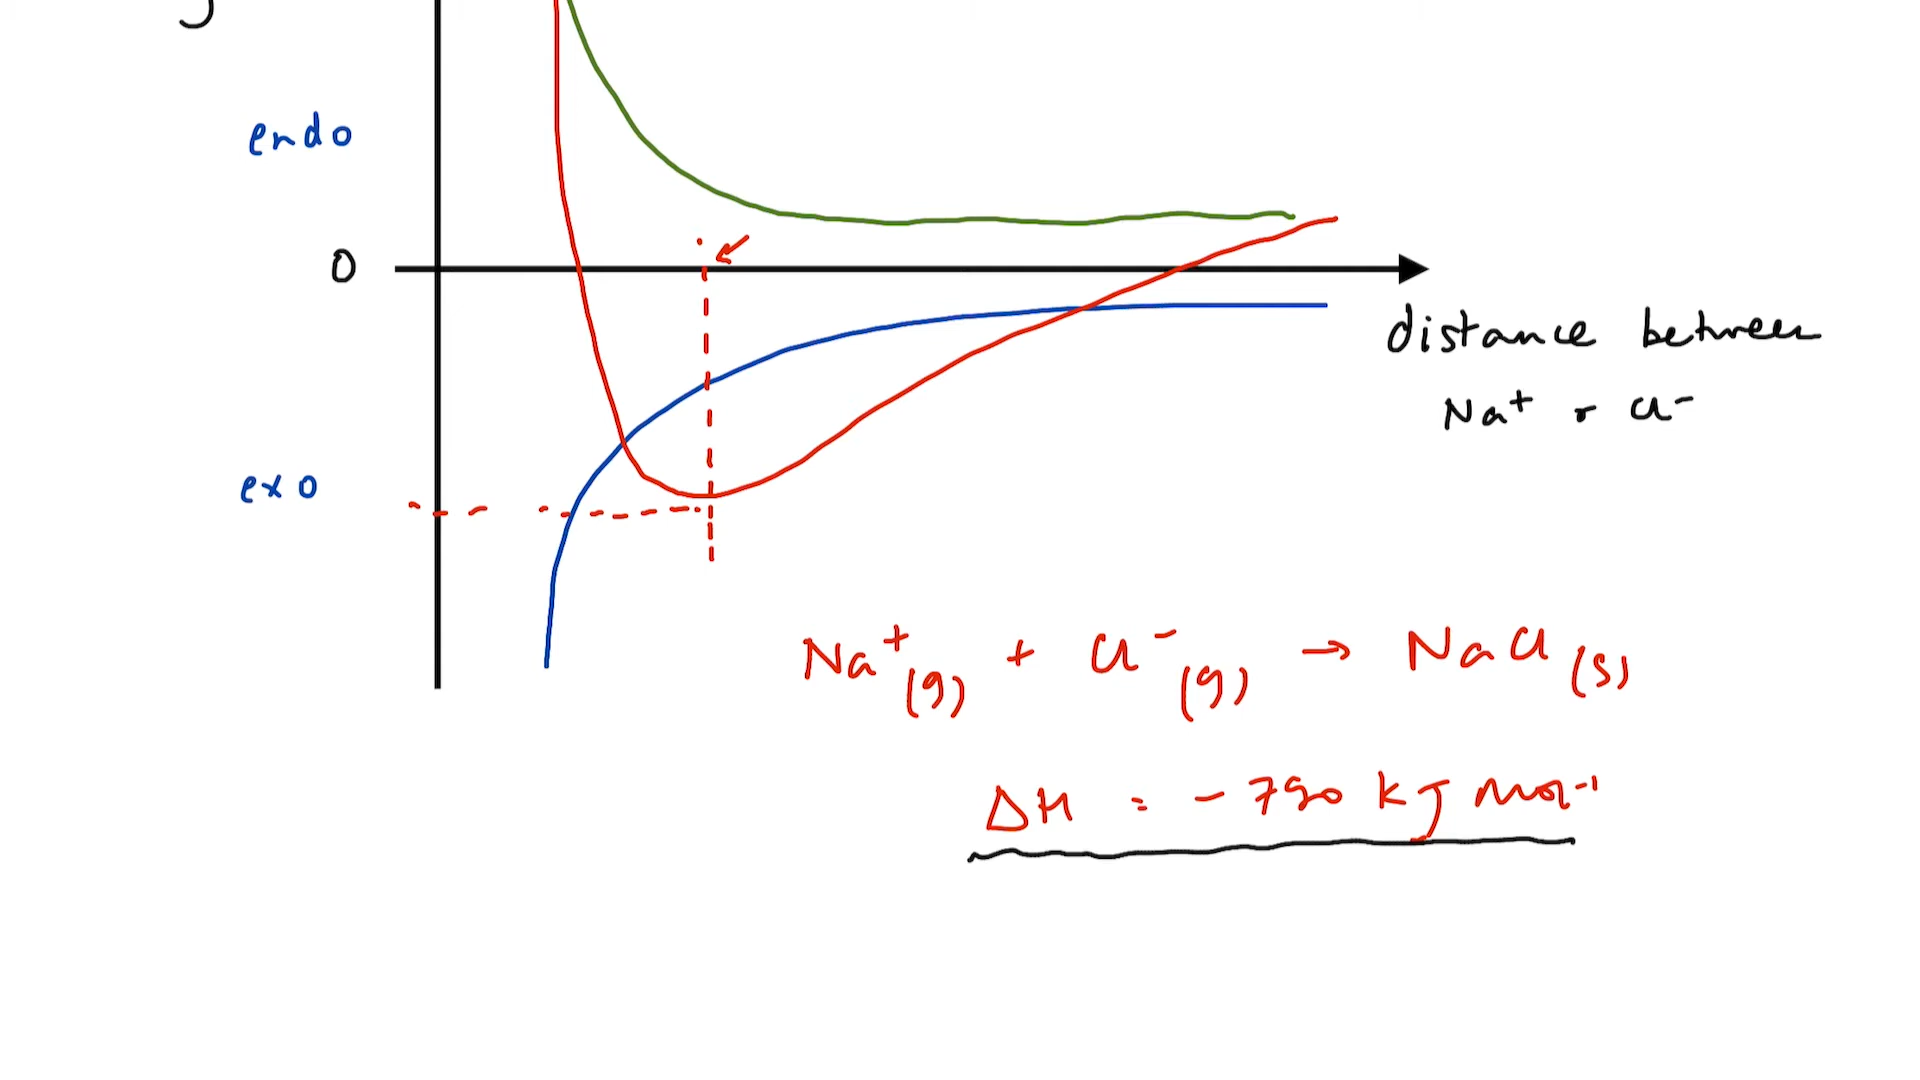 endo
0
distance between
Na⁺ & Cl⁻
exo
Na⁺(g) + Cl⁻(g) → NaCl(s)
ΔH = - 790 kJ mol⁻¹